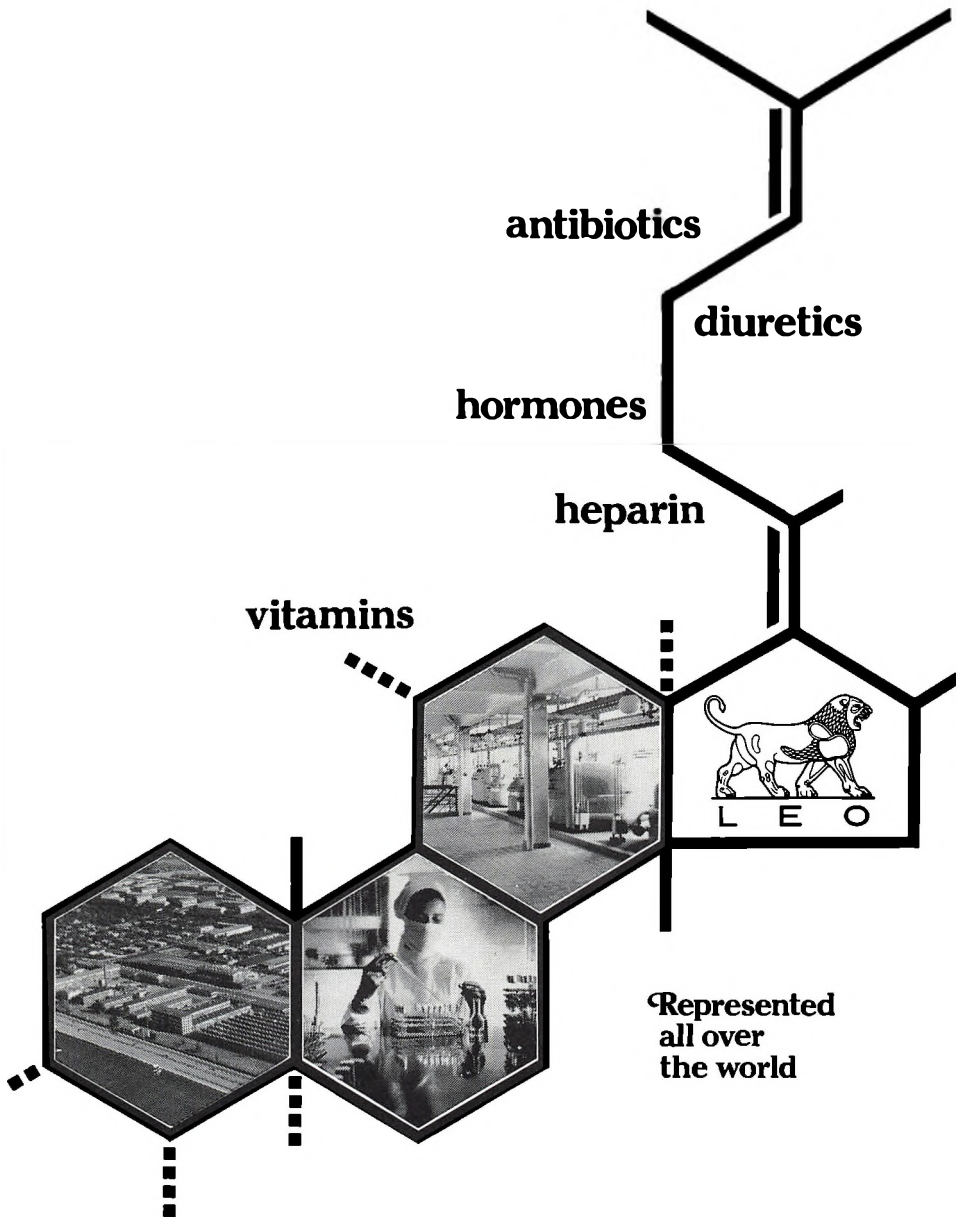 antibiotics
diuretics
hormones
heparin
vitamins
LEO
Represented
all over
the world